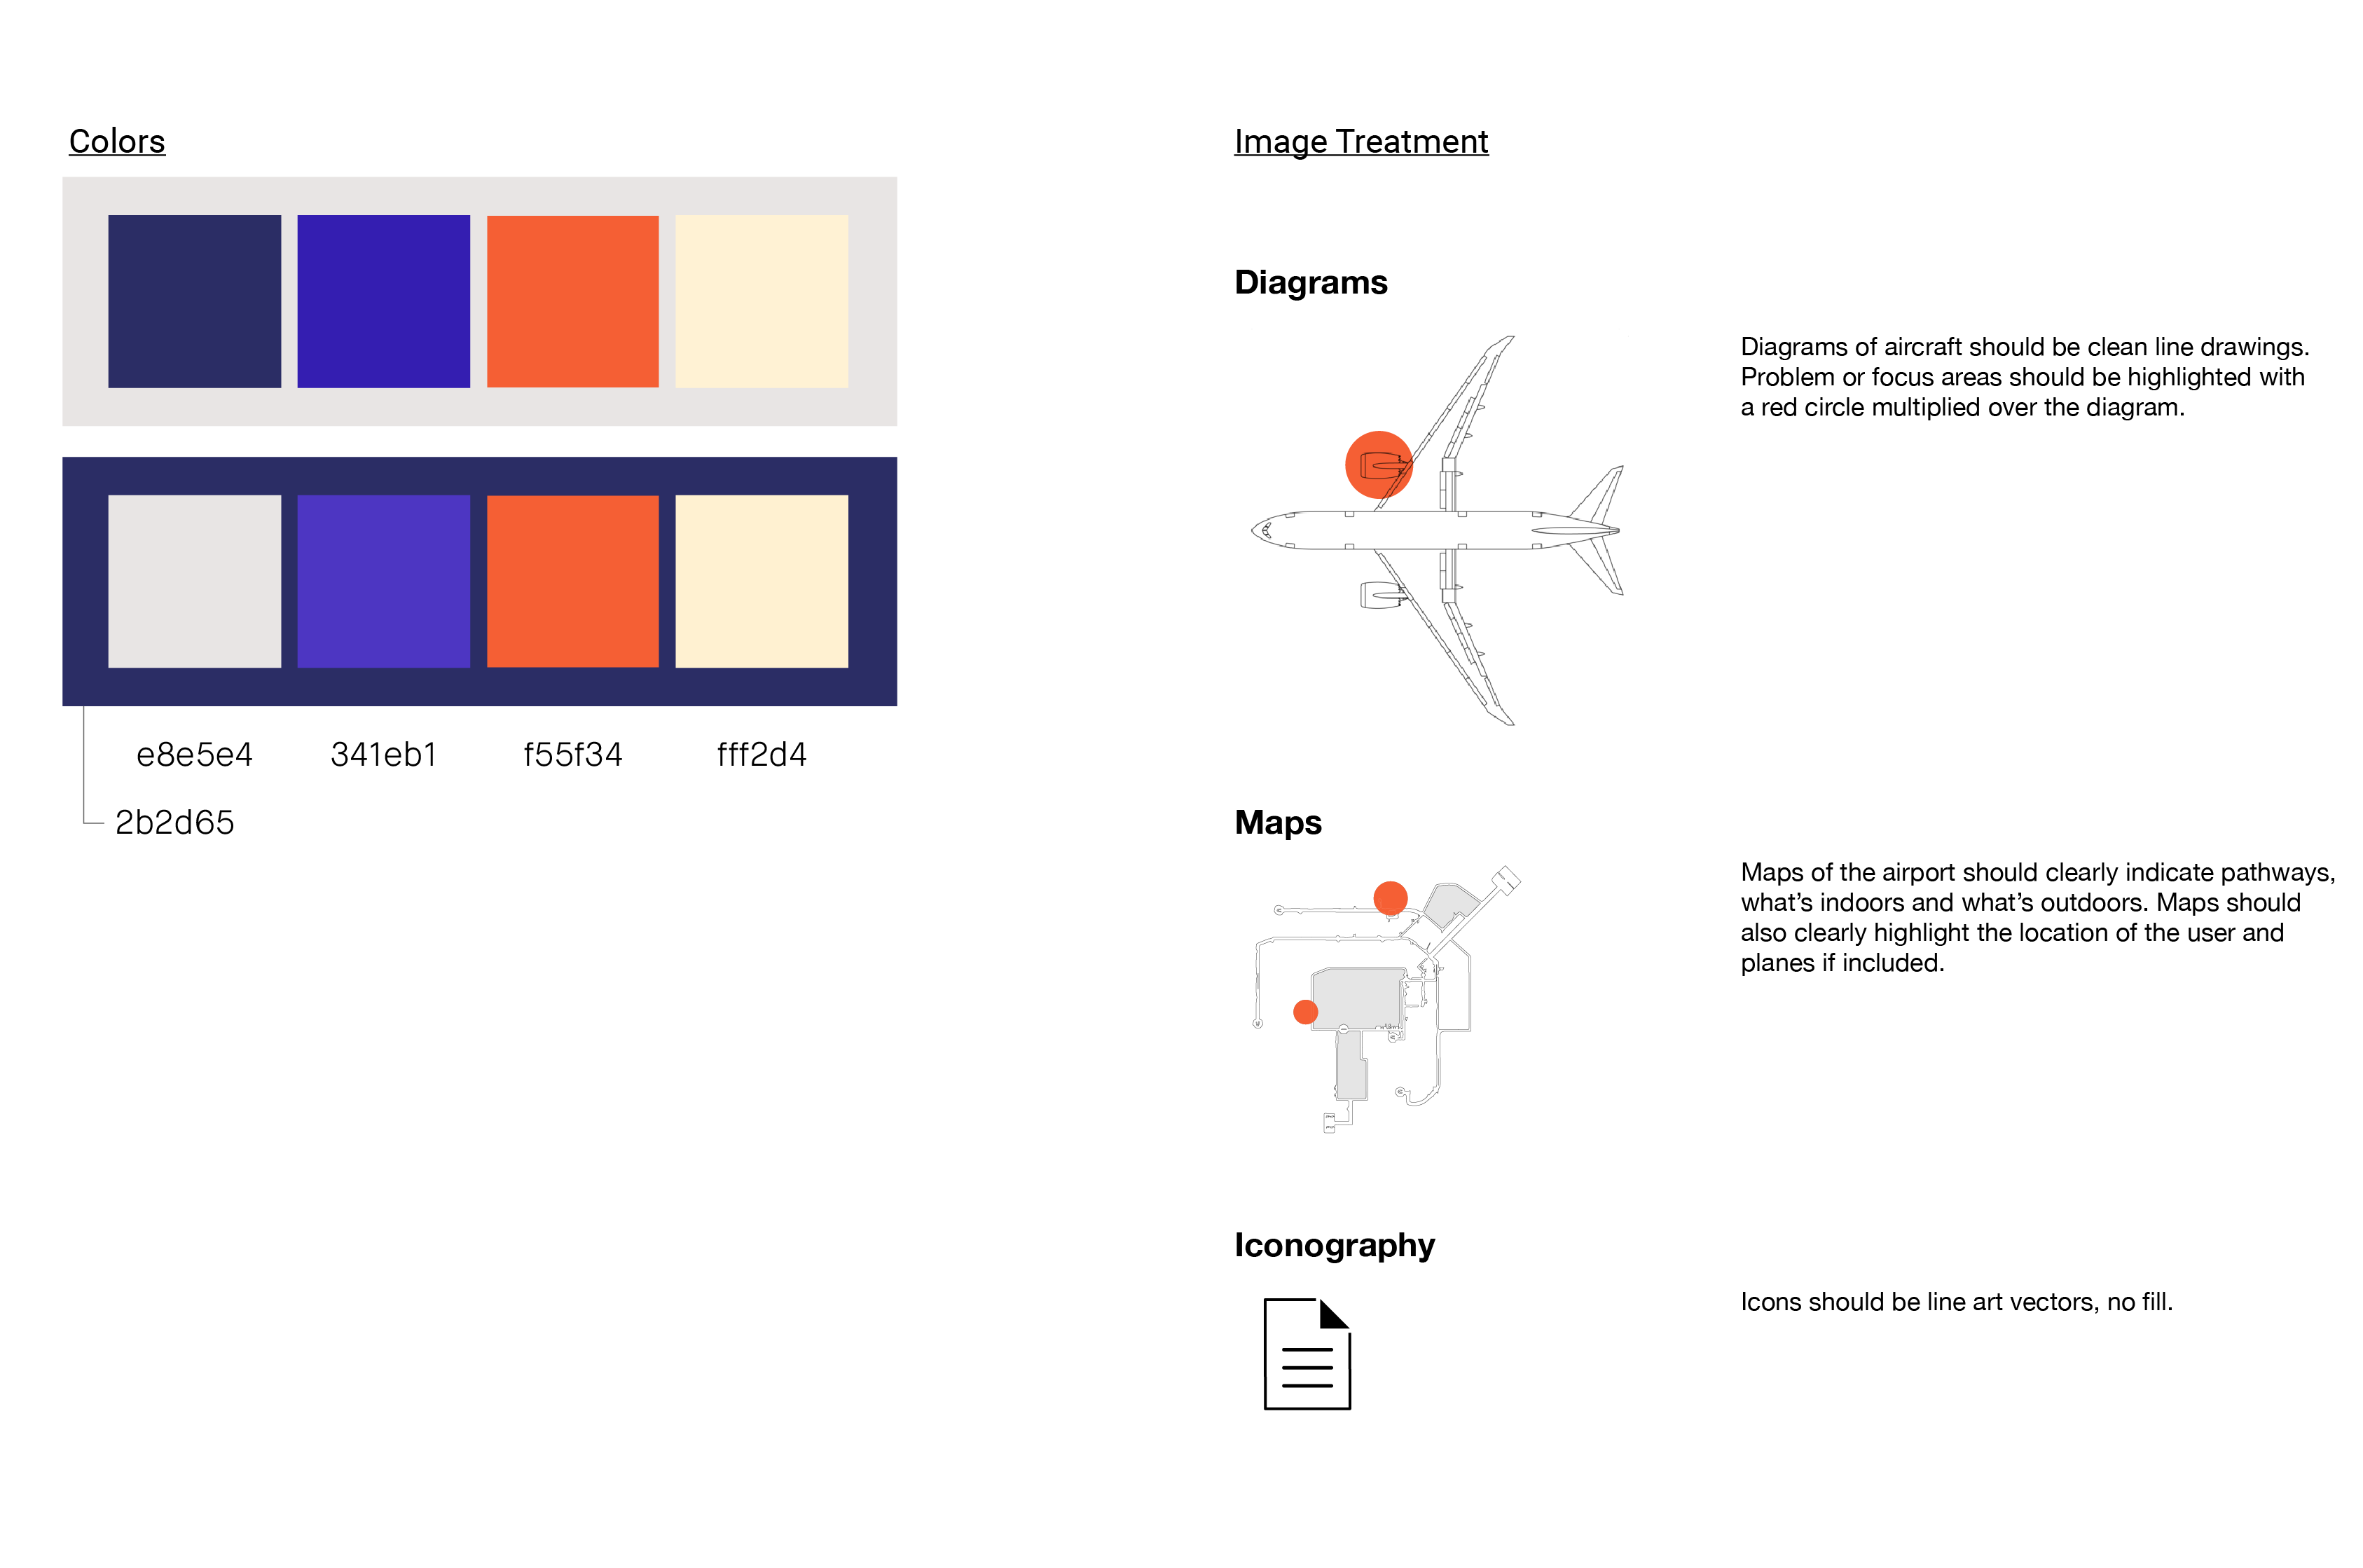 Colors
e8e5e4
341eb1
f55f34
fff2d4
2b2d65
Image Treatment
Diagrams
Diagrams of aircraft should be clean line drawings.
Problem or focus areas should be highlighted with
a red circle multiplied over the diagram.
Maps
Maps of the airport should clearly indicate pathways,
what’s indoors and what’s outdoors. Maps should
also clearly highlight the location of the user and
planes if included.
Iconography
Icons should be line art vectors, no fill.